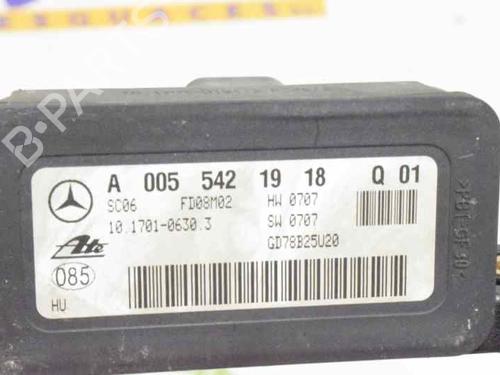 B-PARTS
A 005 542 19 18 Q 01
SC06 FD08M02 HW 0707
10.1701-0630.3 SW 0707
GD78B25U20
Ate
085
HU